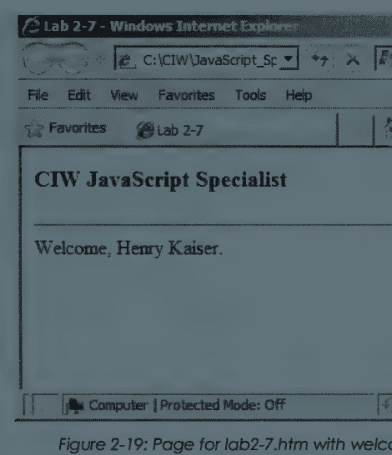 Lab 2-7 - Windows Internet Explorer
C:\CIW\JavaScript_Sp
File Edit View Favorites Tools Help
Favorites Lab 2-7
CIW JavaScript Specialist
Welcome, Henry Kaiser.
Computer | Protected Mode: Off
Figure 2-19: Page for lab2-7.htm with welc